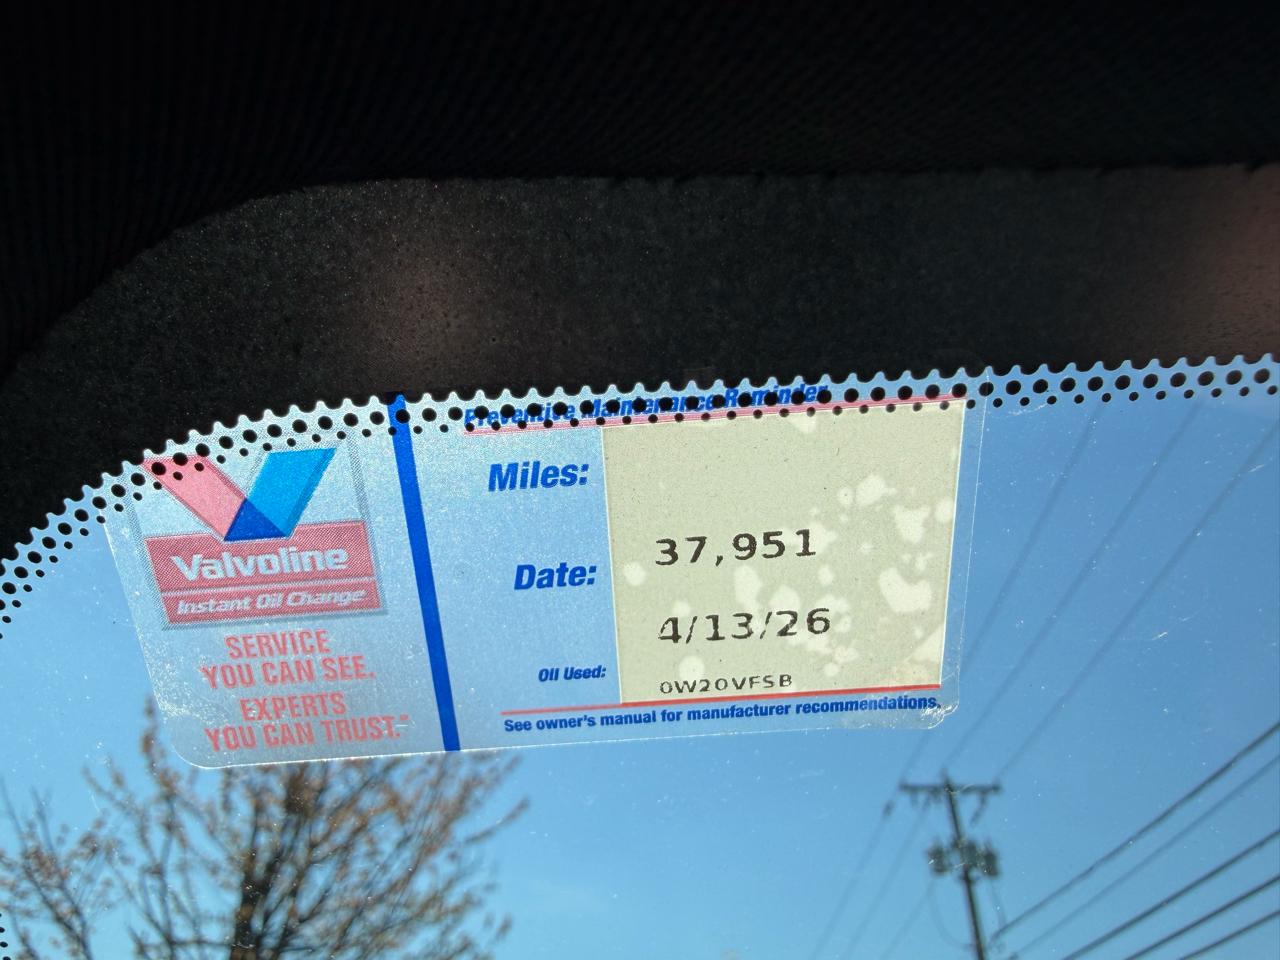 Preventive Maintenance Reminder
Valvoline
Instant Oil Change
SERVICE
YOU CAN SEE.
EXPERTS
YOU CAN TRUST.™
Miles:
37,951
Date:
4/13/26
Oil Used:
0W20VFSB
See owner's manual for manufacturer recommendations.